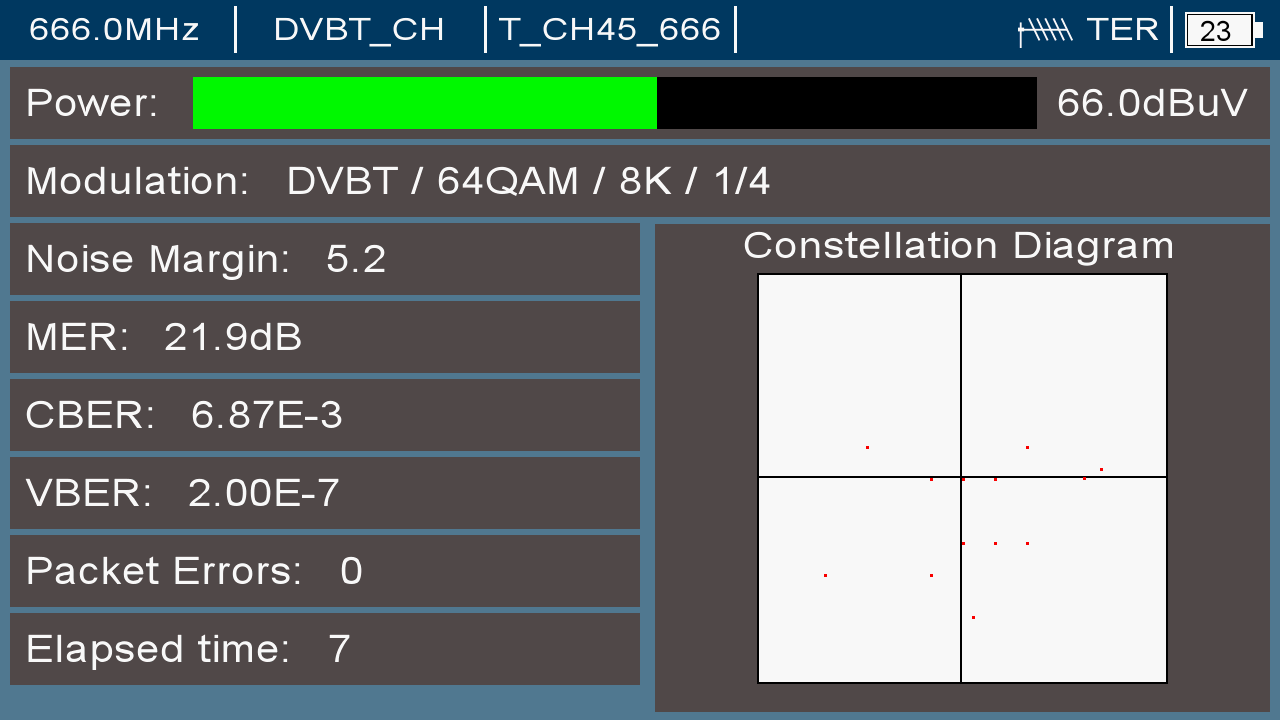 666.0MHz DVBT_CH T_CH45_666 TER 23
Power: 66.0dBuV
Modulation: DVBT / 64QAM / 8K / 1/4
Noise Margin: 5.2
MER: 21.9dB
CBER: 6.87E-3
VBER: 2.00E-7
Packet Errors: 0
Elapsed time: 7
Constellation Diagram